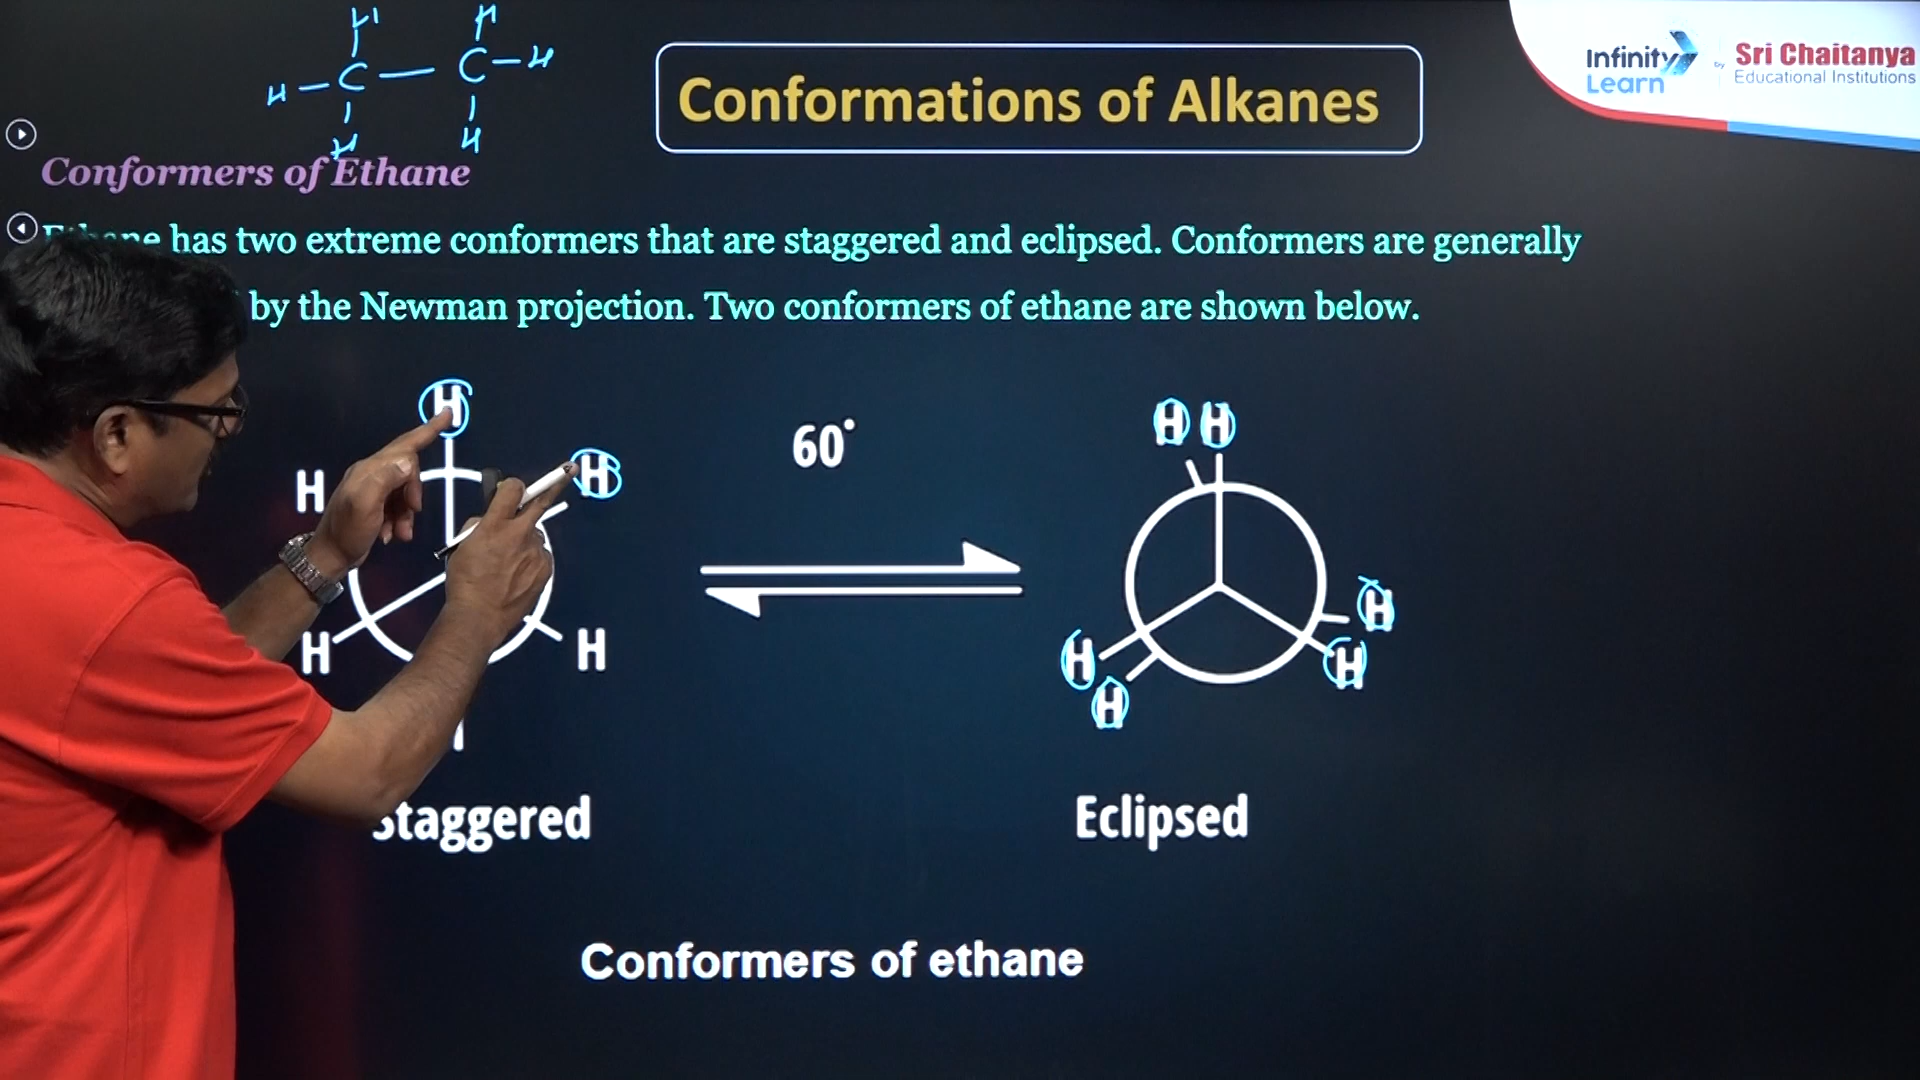 H H
H – C – C – H
H H
Conformations of Alkanes
Infinity Learn by Sri Chaitanya Educational Institutions
Conformers of Ethane
has two extreme conformers that are staggered and eclipsed. Conformers are generally
by the Newman projection. Two conformers of ethane are shown below.
H
H
H
H
H
60°
H H
H
H
H
H
Staggered
Eclipsed
Conformers of ethane